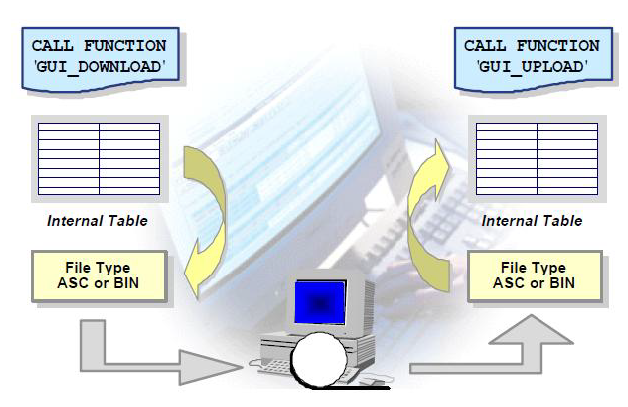 CALL FUNCTION
'GUI_DOWNLOAD'
Internal Table
File Type
ASC or BIN
CALL FUNCTION
'GUI_UPLOAD'
Internal Table
File Type
ASC or BIN